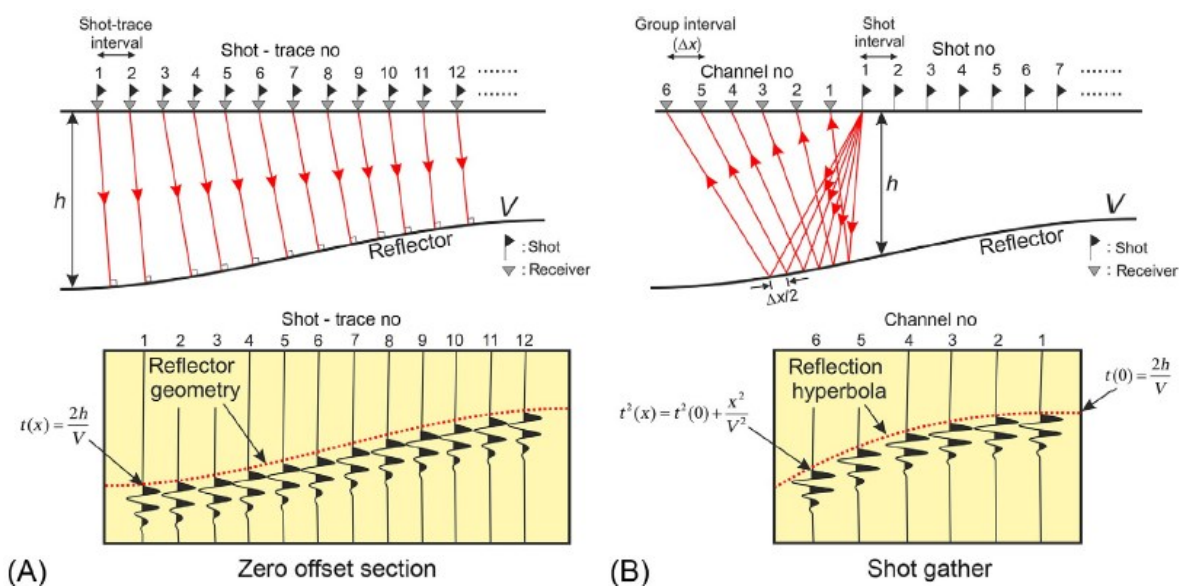 Shot-trace
interval
Shot - trace no
1 2 3 4 5 6 7 8 9 10 11 12 ......
......
h
V
Reflector
: Shot
: Receiver
Shot - trace no
1 2 3 4 5 6 7 8 9 10 11 12
Reflector
geometry
t(x) = 2h/V
(A) Zero offset section
Group interval
(Δx)
Channel no
6 5 4 3 2 1
Shot
interval
Shot no
1 2 3 4 5 6 7 ......
......
h
V
Reflector
Δx/2
: Shot
: Receiver
Channel no
6 5 4 3 2 1
Reflection
hyperbola
t(0) = 2h/V
t²(x) = t²(0) + x²/V²
(B) Shot gather